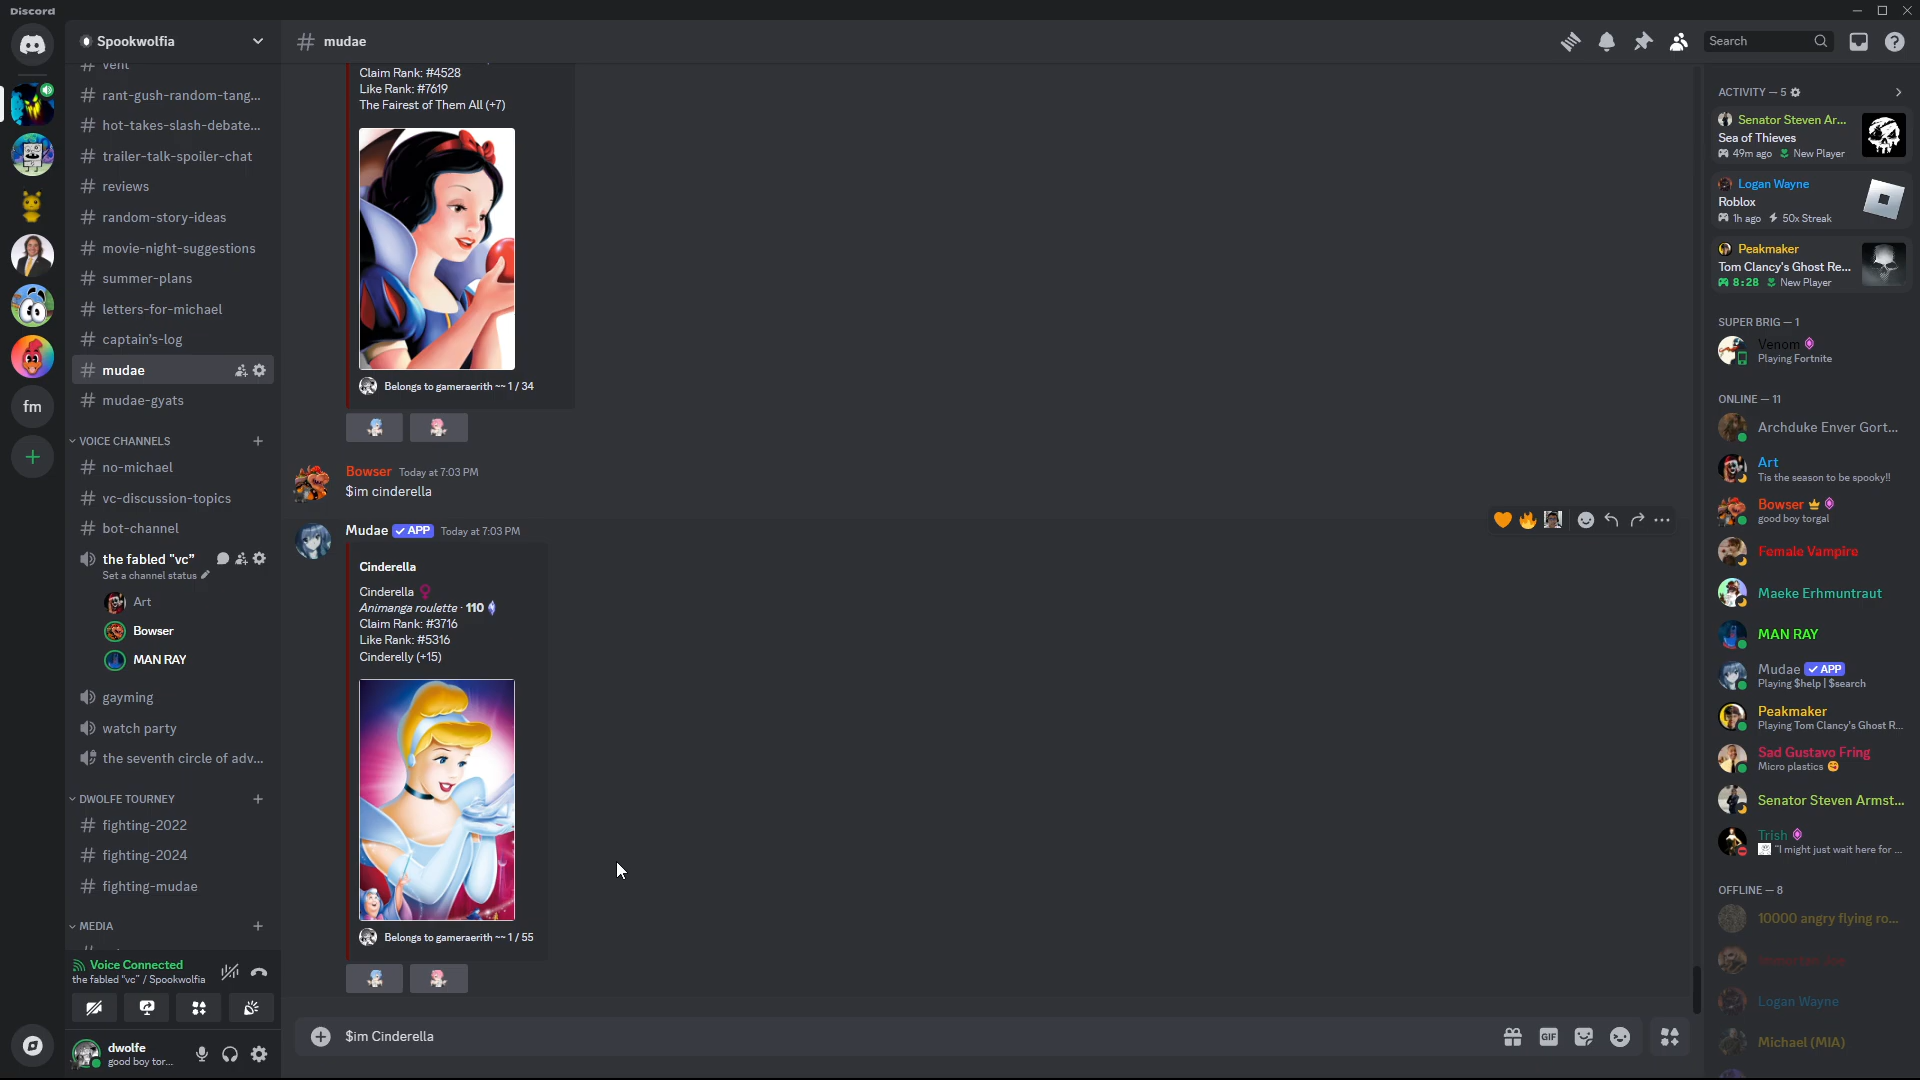 Discord
Spookwolfia
vent
rant-gush-random-tang...
hot-takes-slash-debate...
trailer-talk-spoiler-chat
reviews
random-story-ideas
movie-night-suggestions
summer-plans
letters-for-michael
captain's-log
mudae
mudae-gyats
VOICE CHANNELS
no-michael
vc-discussion-topics
bot-channel
the fabled "vc"
Set a channel status
Art
Bowser
MAN RAY
gayming
watch party
the seventh circle of adv...
DWOLFE TOURNEY
fighting-2022
fighting-2024
fighting-mudae
MEDIA
Voice Connected
the fabled "vc" / Spookwolfia
dwolfe
good boy tor...
fm
# mudae
Search
Claim Rank: #4528
Like Rank: #7619
The Fairest of Them All (+7)
Belongs to gameraerith ~~ 1 / 34
Bowser Today at 7:03 PM
$im cinderella
Mudae APP Today at 7:03 PM
Cinderella
Cinderella
Animanga roulette · 110
Claim Rank: #3716
Like Rank: #5316
Cinderelly (+15)
Belongs to gameraerith ~~ 1 / 55
$im Cinderella
GIF
ACTIVITY — 5
Senator Steven Ar...
Sea of Thieves
49m ago New Player
Logan Wayne
Roblox
1h ago 50x Streak
Peakmaker
Tom Clancy's Ghost Re...
8:28 New Player
SUPER BRIG — 1
Venom
Playing Fortnite
ONLINE — 11
Archduke Enver Gort...
Art
Tis the season to be spooky!!
Bowser
good boy torgal
Female Vampire
Maeke Erhmuntraut
MAN RAY
Mudae APP
Playing $help | $search
Peakmaker
Playing Tom Clancy's Ghost R...
Sad Gustavo Fring
Micro plastics
Senator Steven Armst...
Trish
"I might just wait here for ...
OFFLINE — 8
10000 angry flying ro...
Logan Wayne
Michael (MIA)